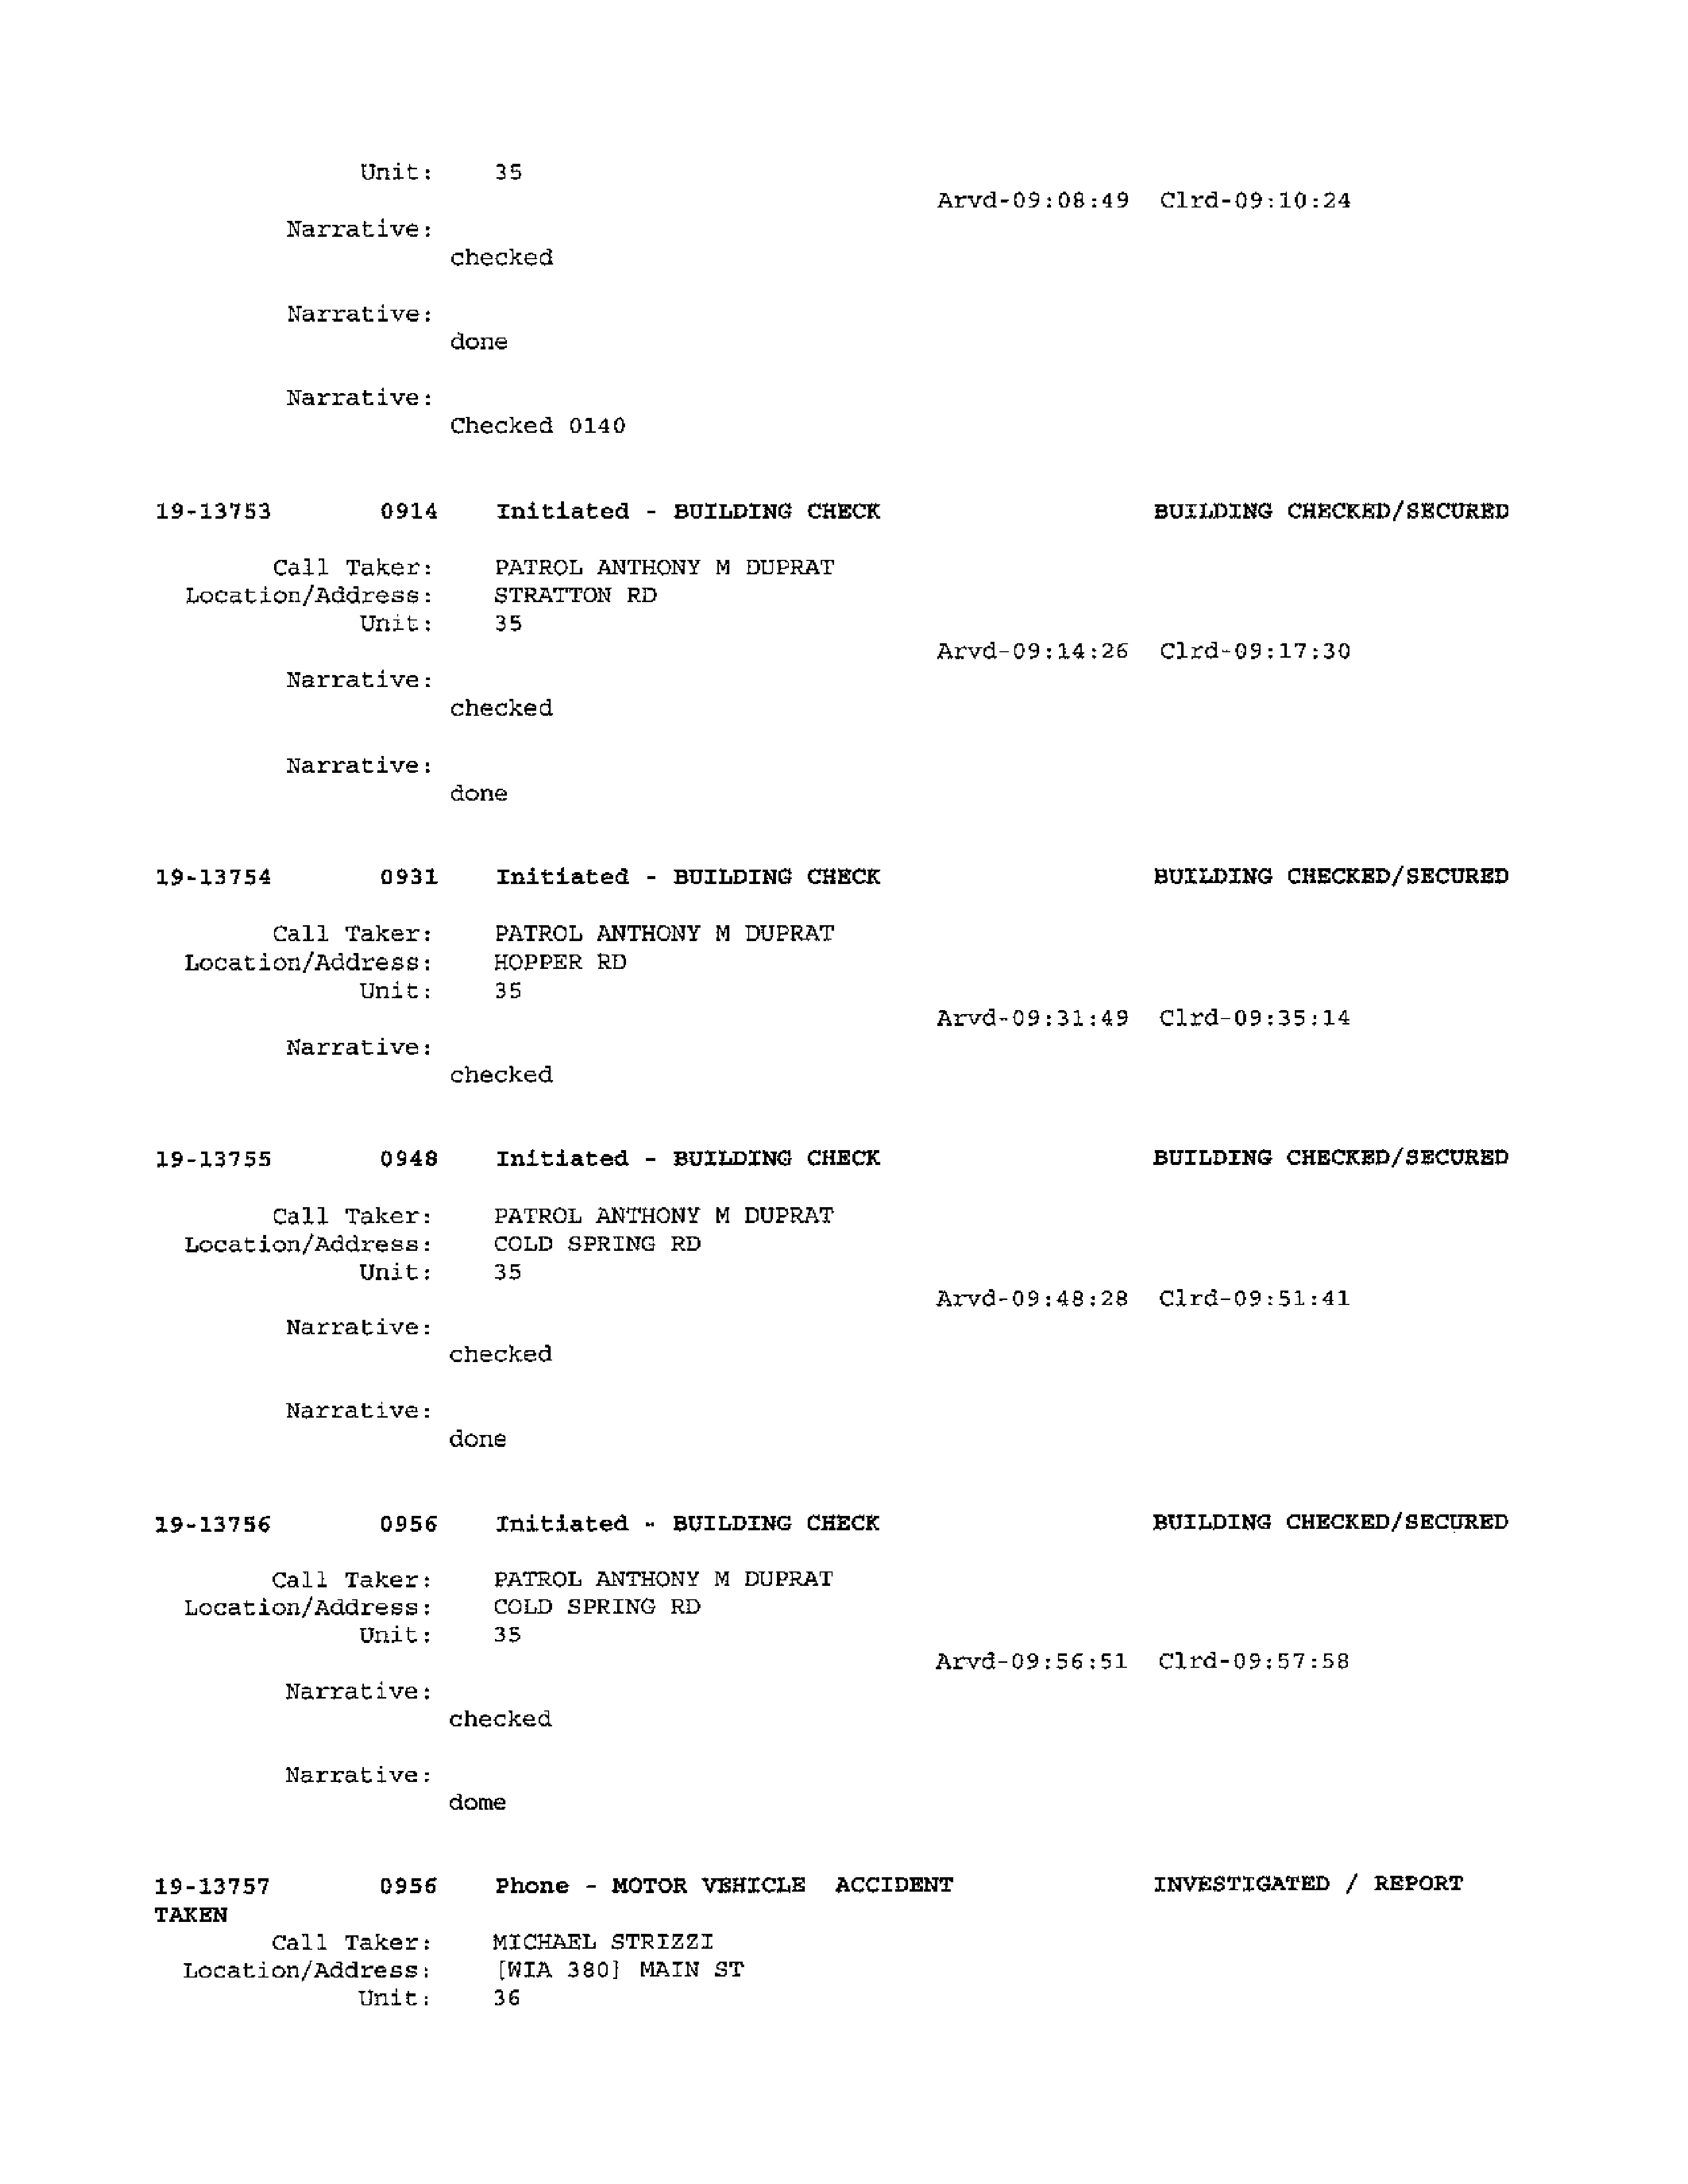 Unit: 35
Arvd-09:08:49 Clrd-09:10:24
Narrative:
checked
Narrative:
done
Narrative:
Checked 0140
19-13753 0914 Initiated - BUILDING CHECK BUILDING CHECKED/SECURED
Call Taker: PATROL ANTHONY M DUPRAT
Location/Address: STRATTON RD
Unit: 35
Arvd-09:14:26 Clrd-09:17:30
Narrative:
checked
Narrative:
done
19-13754 0931 Initiated - BUILDING CHECK BUILDING CHECKED/SECURED
Call Taker: PATROL ANTHONY M DUPRAT
Location/Address: HOPPER RD
Unit: 35
Arvd-09:31:49 Clrd-09:35:14
Narrative:
checked
19-13755 0948 Initiated - BUILDING CHECK BUILDING CHECKED/SECURED
Call Taker: PATROL ANTHONY M DUPRAT
Location/Address: COLD SPRING RD
Unit: 35
Arvd-09:48:28 Clrd-09:51:41
Narrative:
checked
Narrative:
done
19-13756 0956 Initiated - BUILDING CHECK BUILDING CHECKED/SECURED
Call Taker: PATROL ANTHONY M DUPRAT
Location/Address: COLD SPRING RD
Unit: 35
Arvd-09:56:51 Clrd-09:57:58
Narrative:
checked
Narrative:
dome
19-13757 0956 Phone - MOTOR VEHICLE ACCIDENT INVESTIGATED / REPORT
TAKEN
Call Taker: MICHAEL STRIZZI
Location/Address: [WIA 380] MAIN ST
Unit: 36